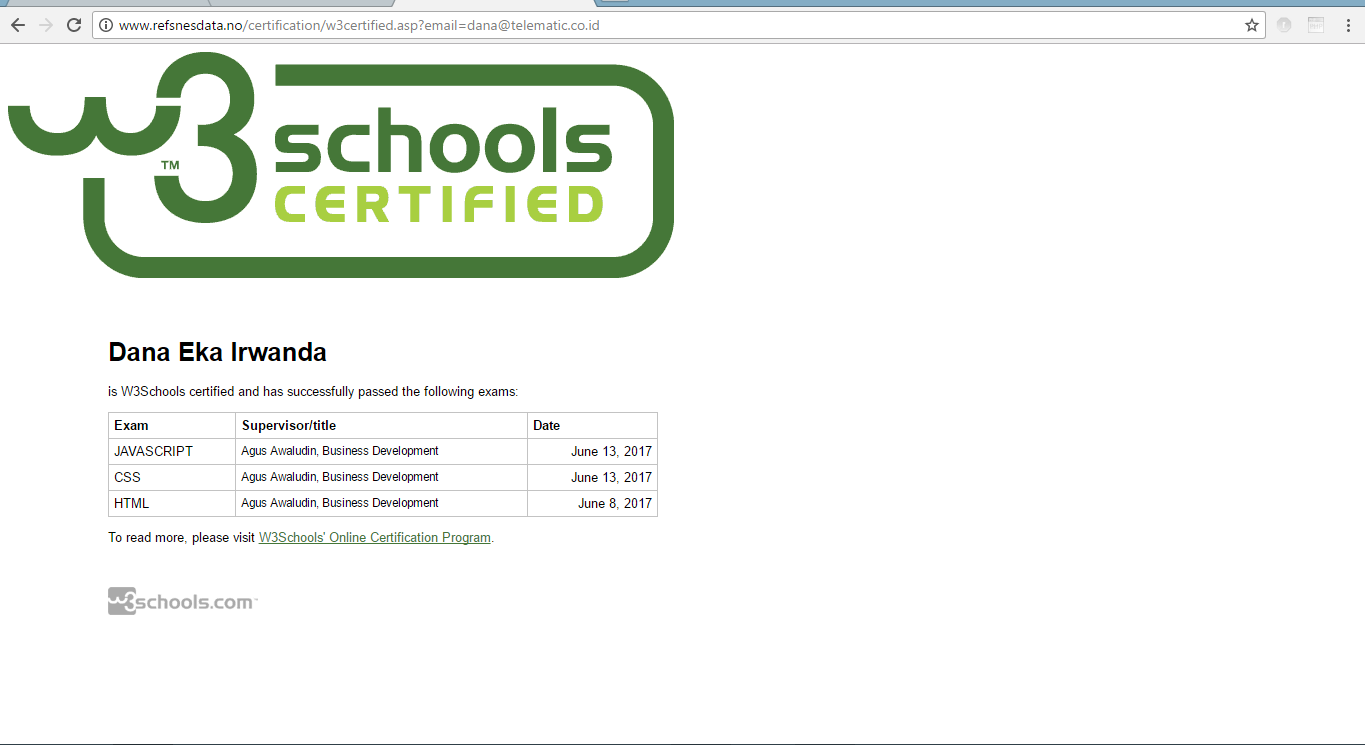 www.refsnesdata.no/certification/w3certified.asp?email=dana@telematic.co.id
w3schools
TM
CERTIFIED
Dana Eka Irwanda
is W3Schools certified and has successfully passed the following exams:
Exam Supervisor/title Date
JAVASCRIPT Agus Awaludin, Business Development June 13, 2017
CSS Agus Awaludin, Business Development June 13, 2017
HTML Agus Awaludin, Business Development June 8, 2017
To read more, please visit W3Schools' Online Certification Program.
w3schools.com